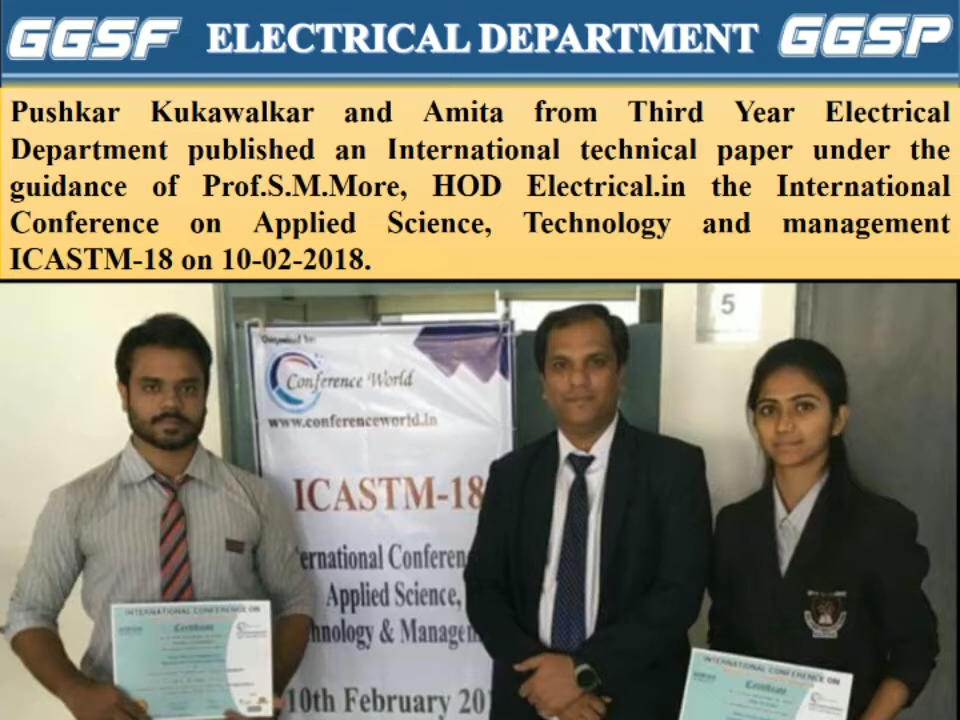 GGSF ELECTRICAL DEPARTMENT GGSP
Pushkar Kukawalkar and Amita from Third Year Electrical
Department published an International technical paper under the
guidance of Prof.S.M.More, HOD Electrical.in the International
Conference on Applied Science, Technology and management
ICASTM-18 on 10-02-2018.
5
Conference World
www.conferenceworld.in
ICASTM-18
ernational Conferen
Applied Science,
hnology & Managem
10th February 201
INTERNATIONAL CONFERENCE ON
Certificate
INTERNATIONAL CONFERENCE ON
Certificate